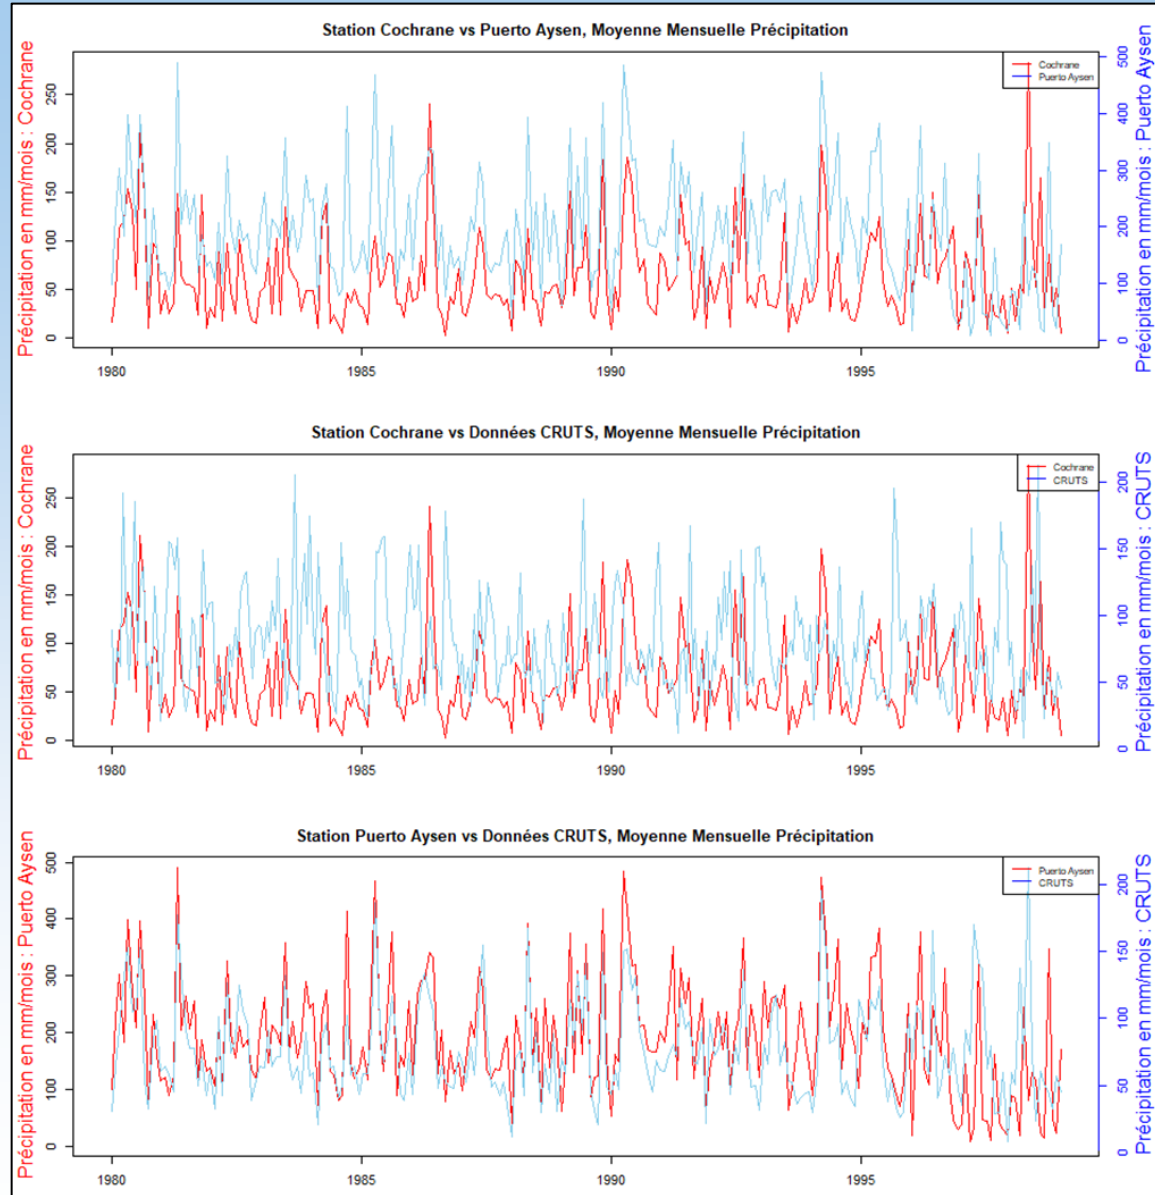 Station Cochrane vs Puerto Aysen, Moyenne Mensuelle Précipitation
Précipitation en mm/mois : Cochrane
0 50 100 150 200 250
Cochrane
Puerto Aysen
0 100 200 300 400 500
Précipitation en mm/mois : Puerto Aysen
1980 1985 1990 1995
Station Cochrane vs Données CRUTS, Moyenne Mensuelle Précipitation
Précipitation en mm/mois : Cochrane
0 50 100 150 200 250
Cochrane
CRUTS
0 50 100 150 200
Précipitation en mm/mois : CRUTS
1980 1985 1990 1995
Station Puerto Aysen vs Données CRUTS, Moyenne Mensuelle Précipitation
Précipitation en mm/mois : Puerto Aysen
0 100 200 300 400 500
Puerto Aysen
CRUTS
0 50 100 150 200
Précipitation en mm/mois : CRUTS
1980 1985 1990 1995